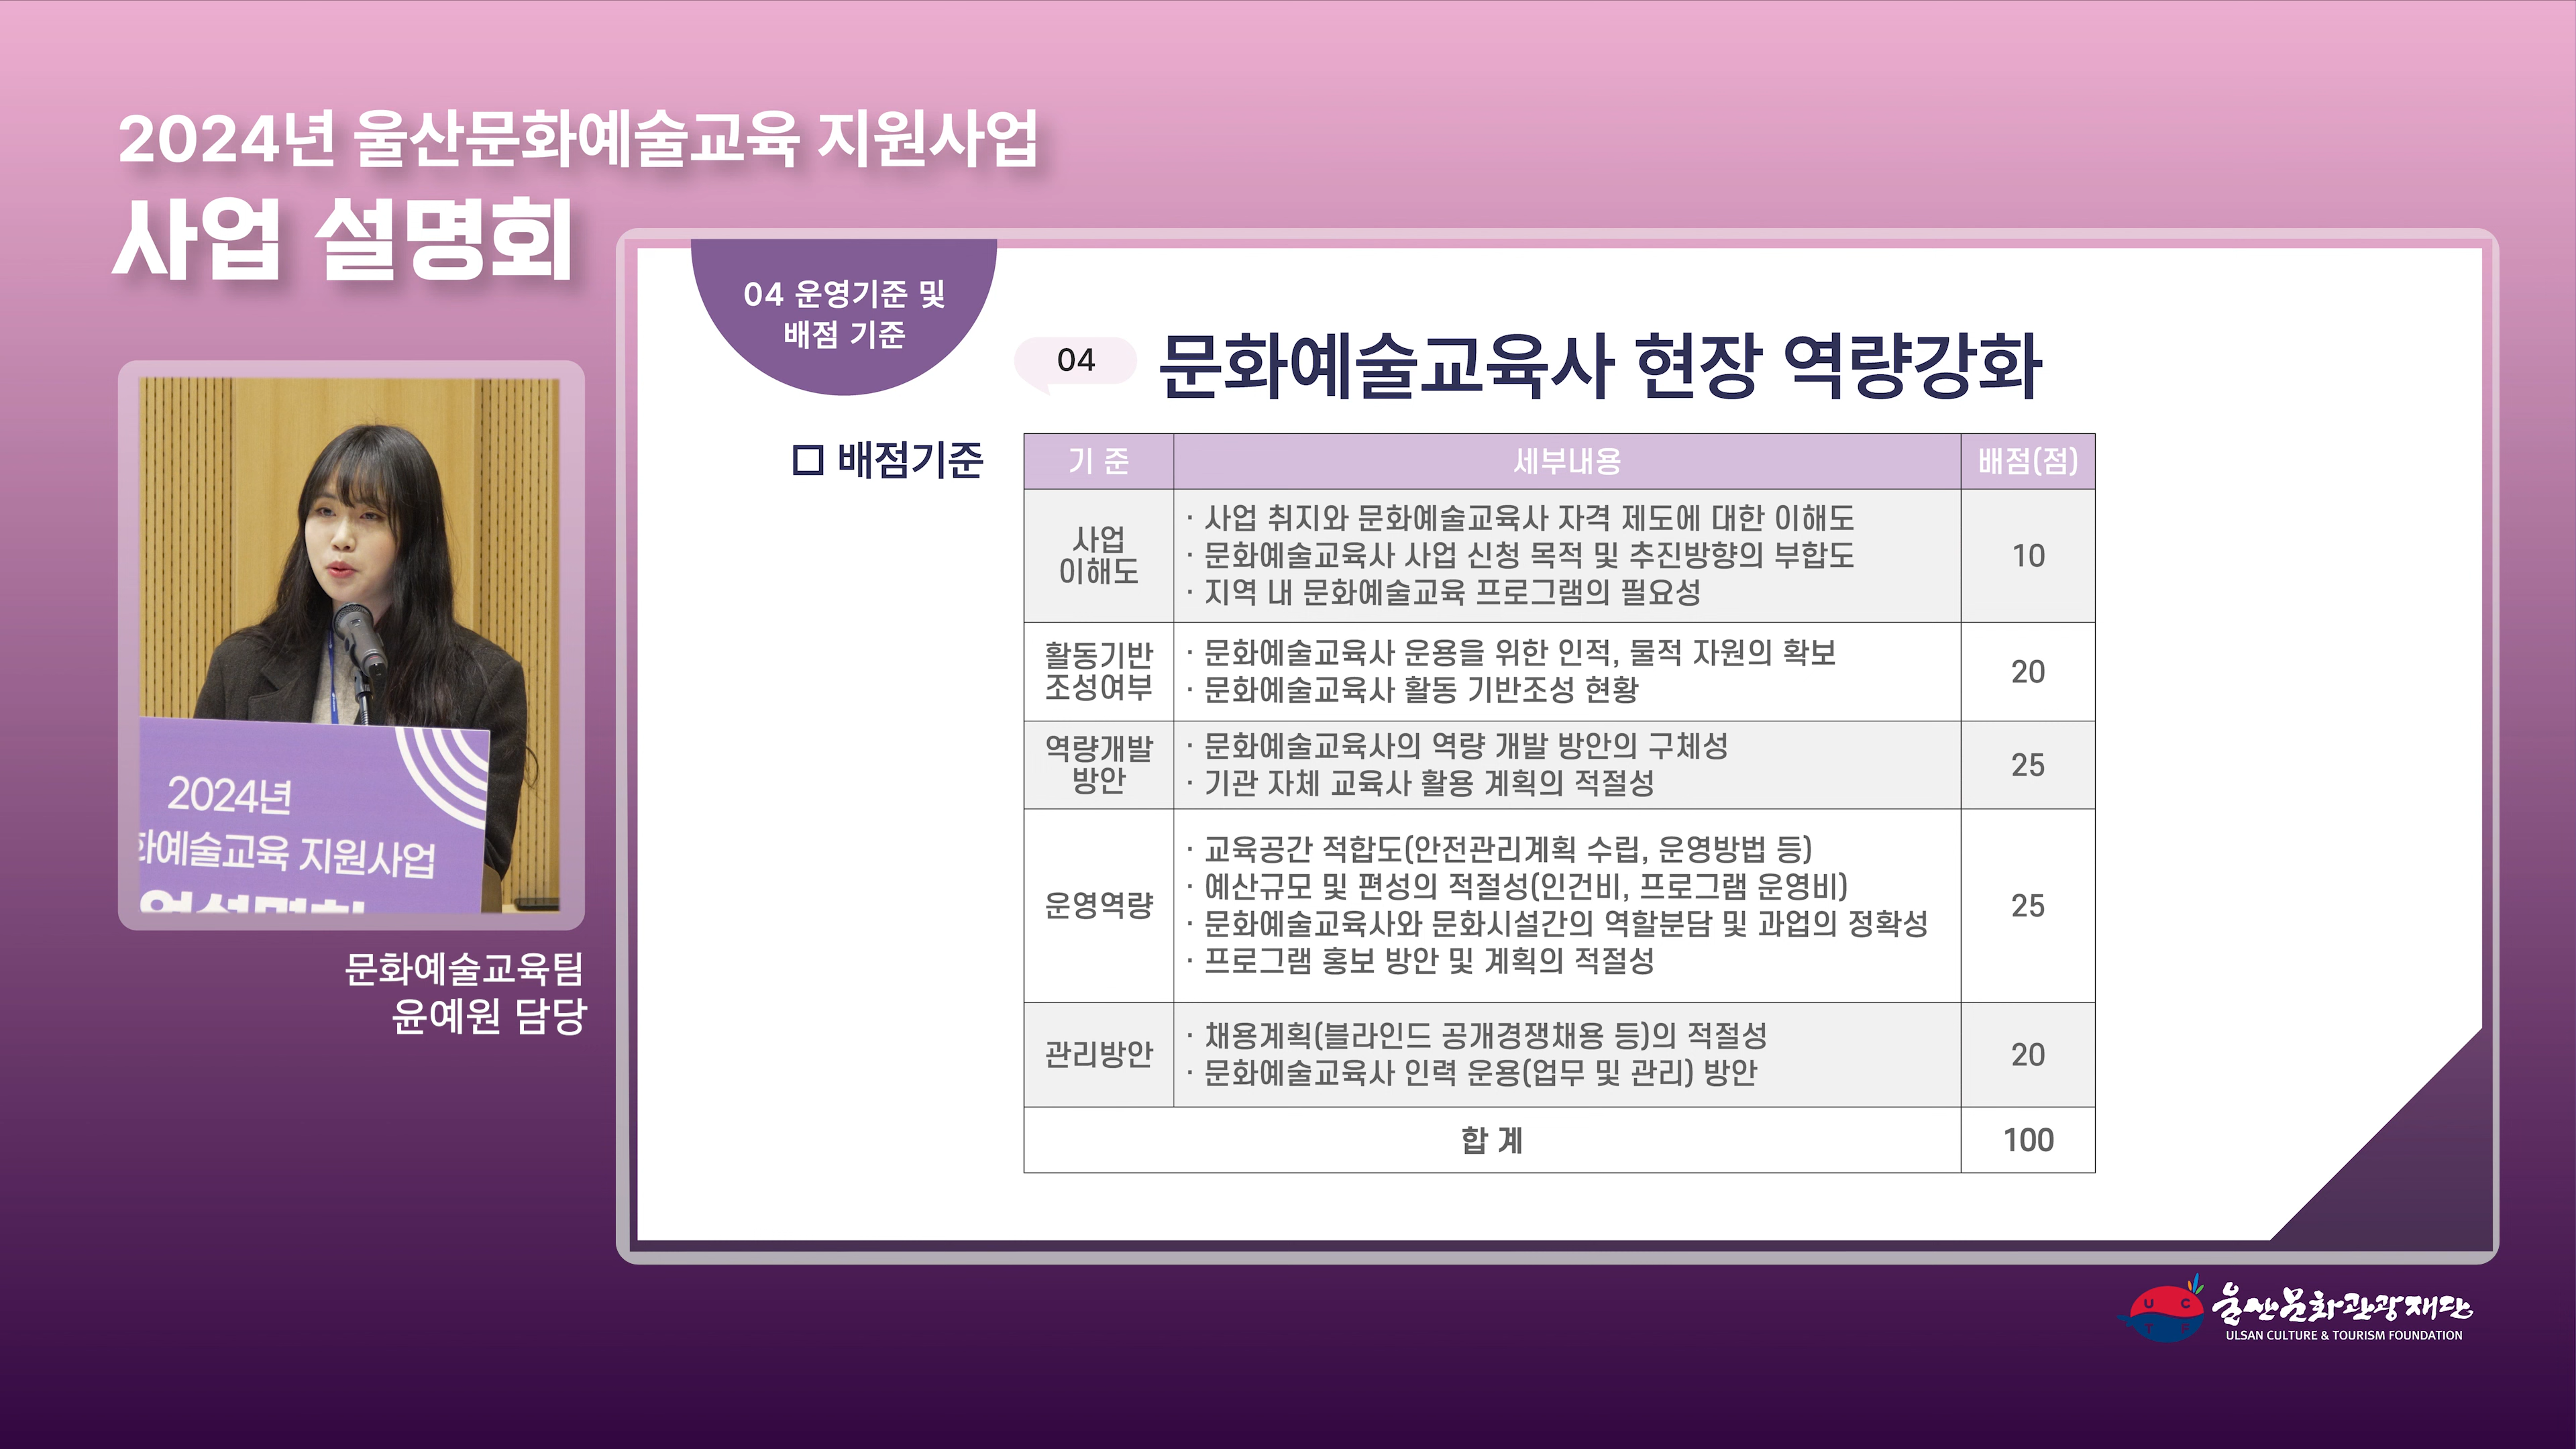 2024년 울산문화예술교육 지원사업
사업 설명회
2024년
화예술교육 지원사업
문화예술교육팀
윤예원 담당
04 운영기준 및
배점 기준
04 문화예술교육사 현장 역량강화
□ 배점기준
기 준 세부내용 배점(점)
사업
이해도
· 사업 취지와 문화예술교육사 자격 제도에 대한 이해도
· 문화예술교육사 사업 신청 목적 및 추진방향의 부합도
· 지역 내 문화예술교육 프로그램의 필요성
10
활동기반
조성여부
· 문화예술교육사 운용을 위한 인적, 물적 자원의 확보
· 문화예술교육사 활동 기반조성 현황
20
역량개발
방안
· 문화예술교육사의 역량 개발 방안의 구체성
· 기관 자체 교육사 활용 계획의 적절성
25
운영역량
· 교육공간 적합도(안전관리계획 수립, 운영방법 등)
· 예산규모 및 편성의 적절성(인건비, 프로그램 운영비)
· 문화예술교육사와 문화시설간의 역할분담 및 과업의 정확성
· 프로그램 홍보 방안 및 계획의 적절성
25
관리방안
· 채용계획(블라인드 공개경쟁채용 등)의 적절성
· 문화예술교육사 인력 운용(업무 및 관리) 방안
20
합 계 100
U C
T F
울산문화관광재단
ULSAN CULTURE & TOURISM FOUNDATION